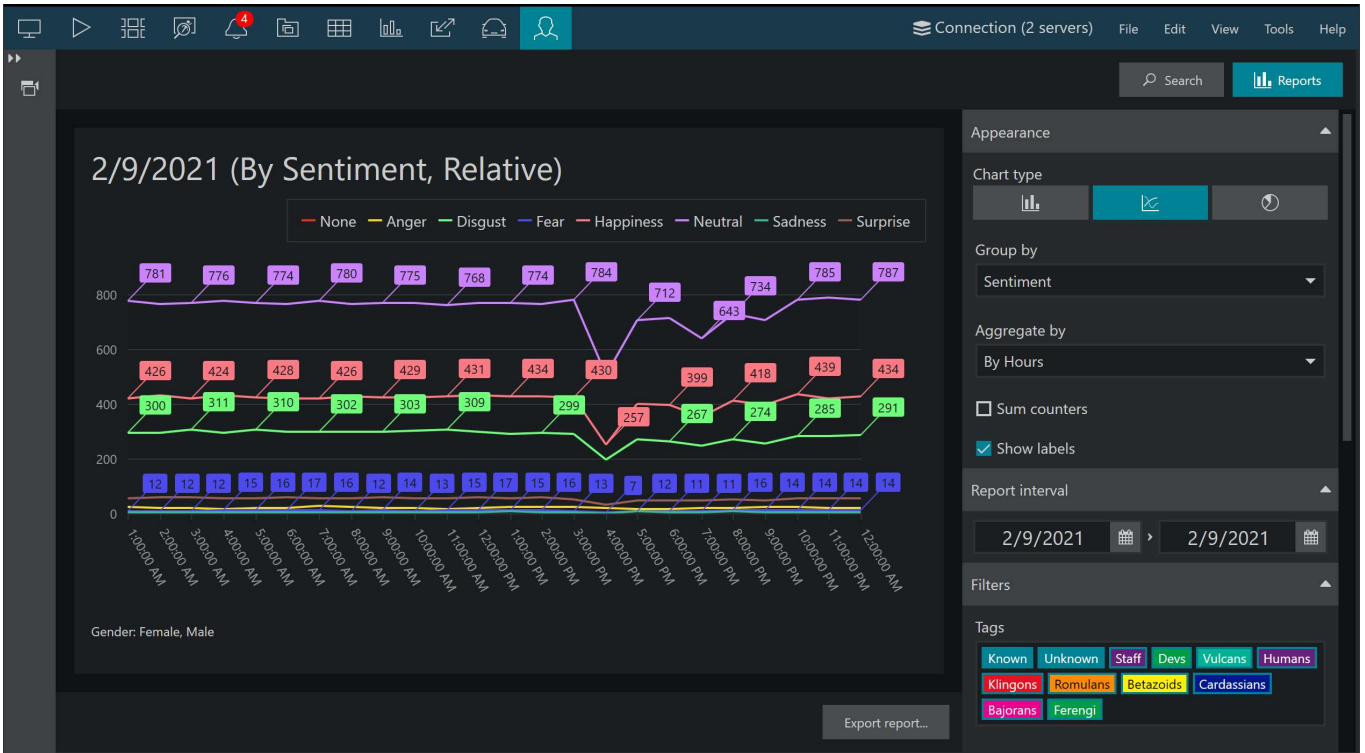 4
Connection (2 servers) File Edit View Tools Help
Search Reports
2/9/2021 (By Sentiment, Relative)
None Anger Disgust Fear Happiness Neutral Sadness Surprise
781 776 774 780 775 768 774 784 712 643 734 785 787
426 424 428 426 429 431 434 430 257 399 418 439 434
300 311 310 302 303 309 299 267 274 285 291
12 12 12 15 16 17 16 12 14 13 15 17 15 16 13 7 12 11 11 16 14 14 14 14
800
600
400
200
0
1:00:00 AM 2:00:00 AM 3:00:00 AM 4:00:00 AM 5:00:00 AM 6:00:00 AM 7:00:00 AM 8:00:00 AM 9:00:00 AM 10:00:00 AM 11:00:00 AM 12:00:00 PM 1:00:00 PM 2:00:00 PM 3:00:00 PM 4:00:00 PM 5:00:00 PM 6:00:00 PM 7:00:00 PM 8:00:00 PM 9:00:00 PM 10:00:00 PM 11:00:00 PM 12:00:00 AM
Gender: Female, Male
Export report...
Appearance
Chart type
Group by
Sentiment
Aggregate by
By Hours
Sum counters
Show labels
Report interval
2/9/2021 › 2/9/2021
Filters
Tags
Known Unknown Staff Devs Vulcans Humans
Klingons Romulans Betazoids Cardassians
Bajorans Ferengi